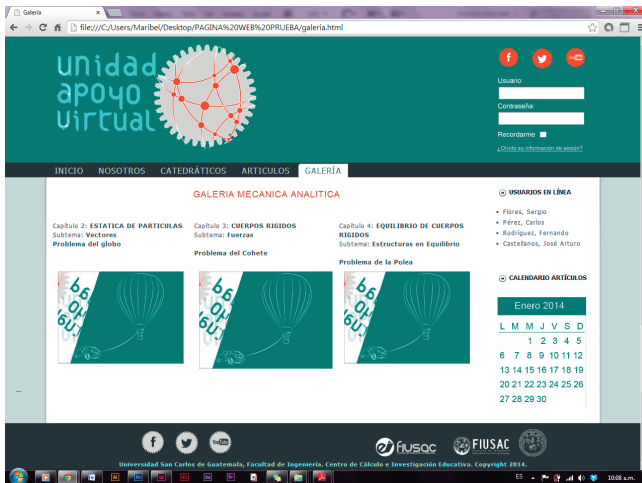 Galería
file:///C:/Users/Maribel/Desktop/PAGINA%20WEB%20PRUEBA/galeria.html
unidad
apoyo
virtual
You Tube
Usuario:
Contraseña:
Recordarme
¿Olvido su información de sesión?
INICIO NOSOTROS CATEDRÁTICOS ARTICULOS GALERÍA
GALERIA MECANICA ANALITICA
Capítulo 2: ESTATICA DE PARTICULAS
Subtema: Vectores
Problema del globo
Capítulo 3: CUERPOS RIGIDOS
Subtema: Fuerzas
Problema del Cohete
Capítulo 4: EQUILIBRIO DE CUERPOS
RIGIDOS
Subtema: Estructuras en Equilibrio
Problema de la Polea
USUARIOS EN LÍNEA
Flores, Sergio
Pérez, Carlos
Rodríguez, Fernando
Castellanos, José Arturo
CALENDARIO ARTÍCULOS
Enero 2014
L M M J V S D
1 2 3 4 5
6 7 8 9 10 11 12
13 14 15 16 17 18 19
20 21 22 23 24 25 26
27 28 29 30
You Tube
fiusac
FIUSAC
Universidad San Carlos de Guatemala, Facultad de Ingeniería. Centro de Cálculo e Investigación Educativa. Copyright 2014.
ES
10:08 a.m.